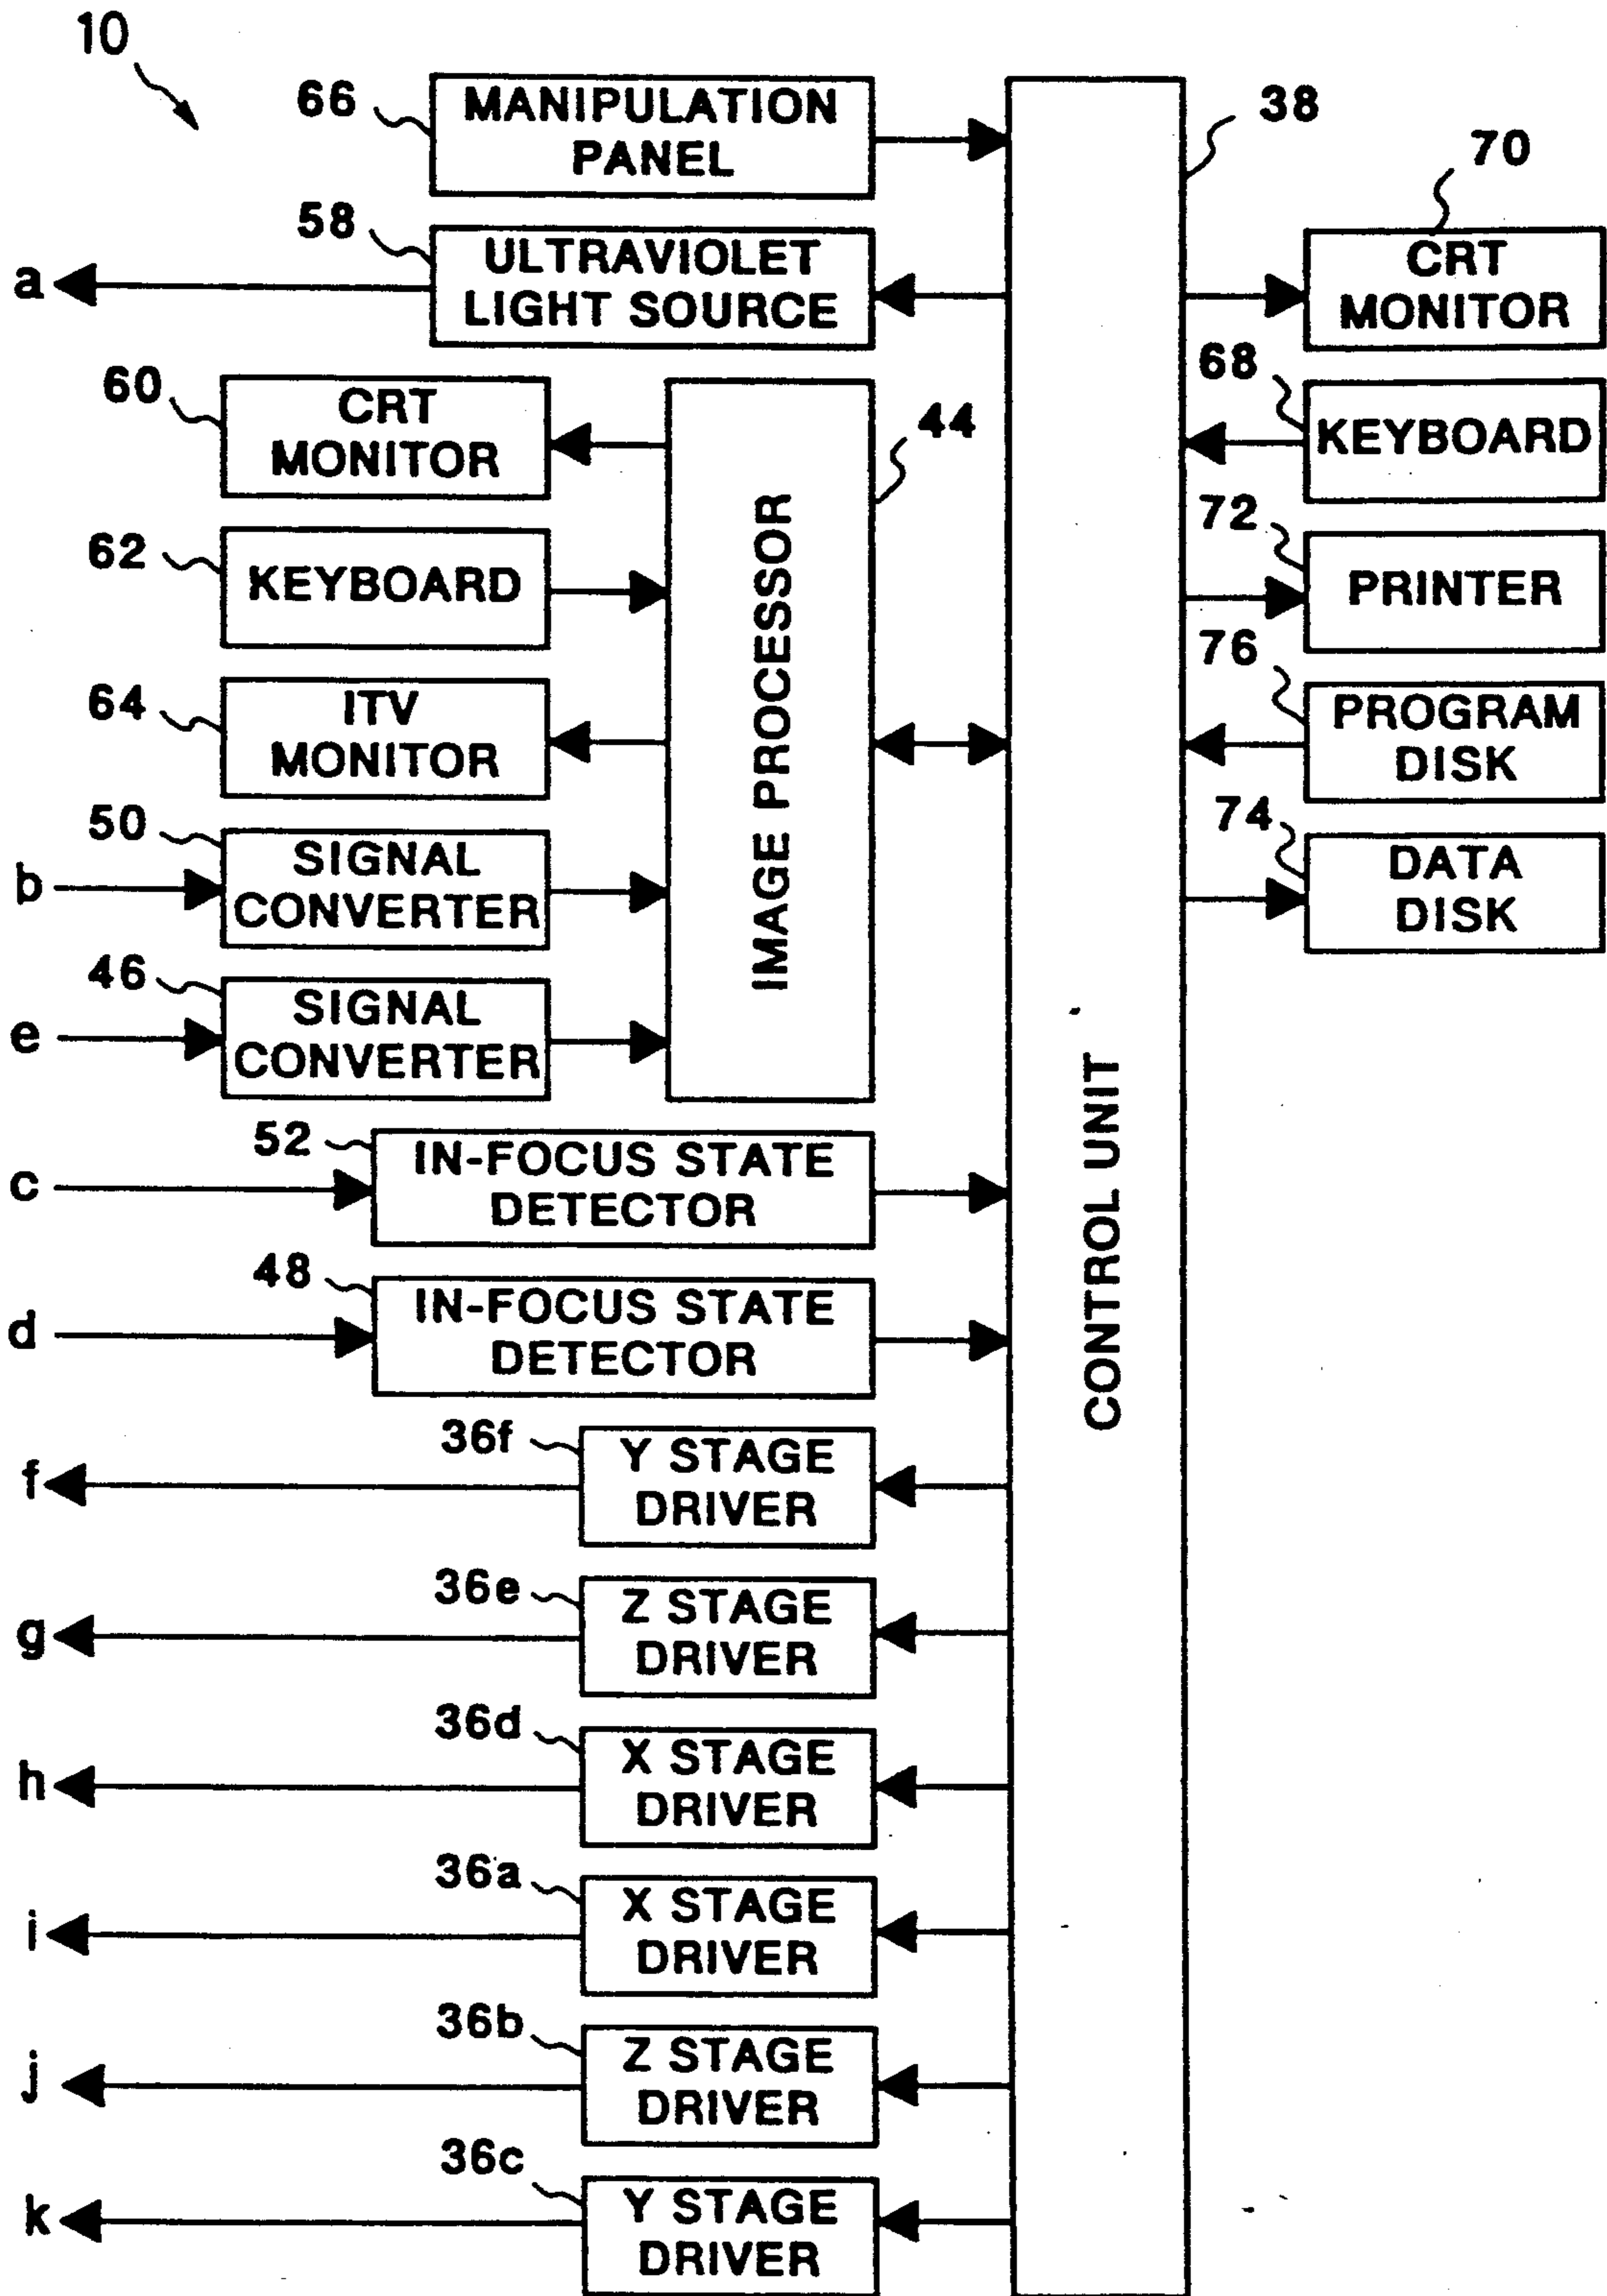 10
66
MANIPULATION
PANEL
38
70
58
a
ULTRAVIOLET
LIGHT SOURCE
CRT
MONITOR
60
CRT
MONITOR
44
68
KEYBOARD
62
KEYBOARD
72
PRINTER
64
ITV
MONITOR
IMAGE PROCESSOR
76
PROGRAM
DISK
50
b
SIGNAL
CONVERTER
74
DATA
DISK
46
e
SIGNAL
CONVERTER
CONTROL UNIT
52
c
IN-FOCUS STATE
DETECTOR
48
d
IN-FOCUS STATE
DETECTOR
36f
f
Y STAGE
DRIVER
36e
g
Z STAGE
DRIVER
36d
h
X STAGE
DRIVER
36a
i
X STAGE
DRIVER
36b
j
Z STAGE
DRIVER
36c
k
Y STAGE
DRIVER